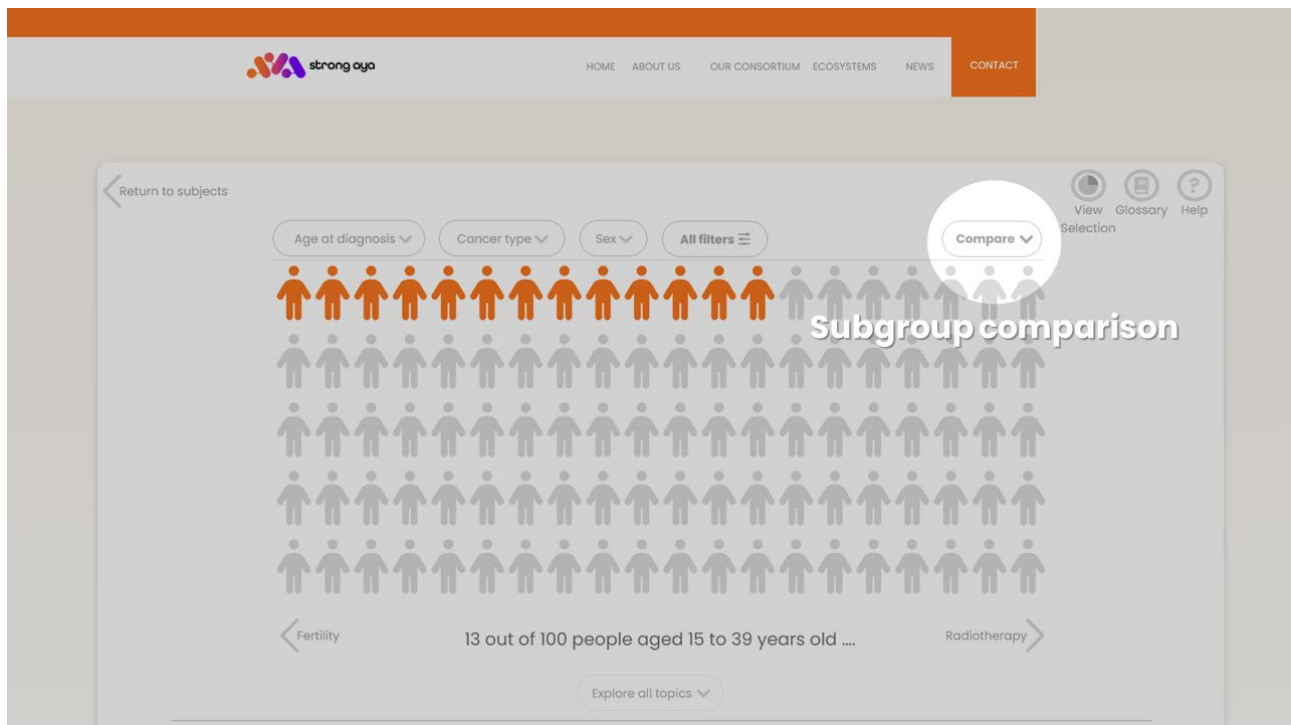 strong aya
HOME ABOUT US OUR CONSORTIUM ECOSYSTEMS NEWS CONTACT
Return to subjects
View Selection
Glossary
Help
Age at diagnosis
Cancer type
Sex
All filters
Compare
Subgroup comparison
Fertility
13 out of 100 people aged 15 to 39 years old ....
Radiotherapy
Explore all topics